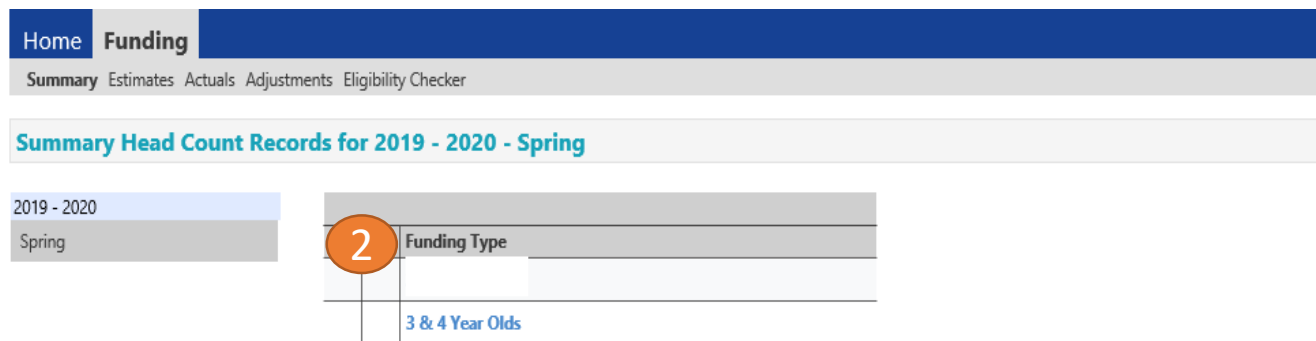 Home Funding
Summary Estimates Actuals Adjustments Eligibility Checker
Summary Head Count Records for 2019 - 2020 - Spring
2019 - 2020
Spring
2 Funding Type
3 & 4 Year Olds